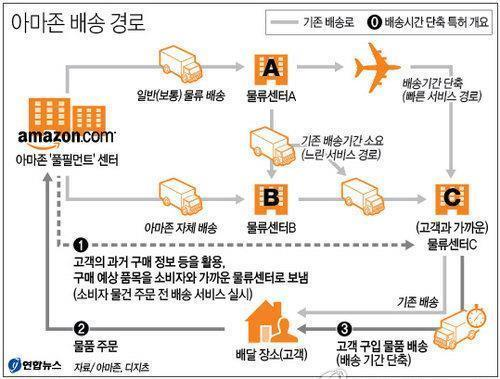 아마존 배송 경로
기존 배송로
0 배송시간 단축 특허 개요
A
일반(보통) 물류 배송
물류센터A
배송기간 단축
(빠른 서비스 경로)
amazon.com
아마존 '풀필먼트' 센터
기존 배송기간 소요
(느린 서비스 경로)
B
C
아마존 자체 배송
물류센터B
(고객과 가까운)
물류센터C
1
고객의 과거 구매 정보 등을 활용,
구매 예상 품목을 소비자와 가까운 물류센터로 보냄
(소비자 물건 주문 전 배송 서비스 실시)
기존 배송
2
물품 주문
배달 장소(고객)
3
고객 구입 물품 배송
(배송 기간 단축)
연합뉴스
자료/ 아마존, 디지츠